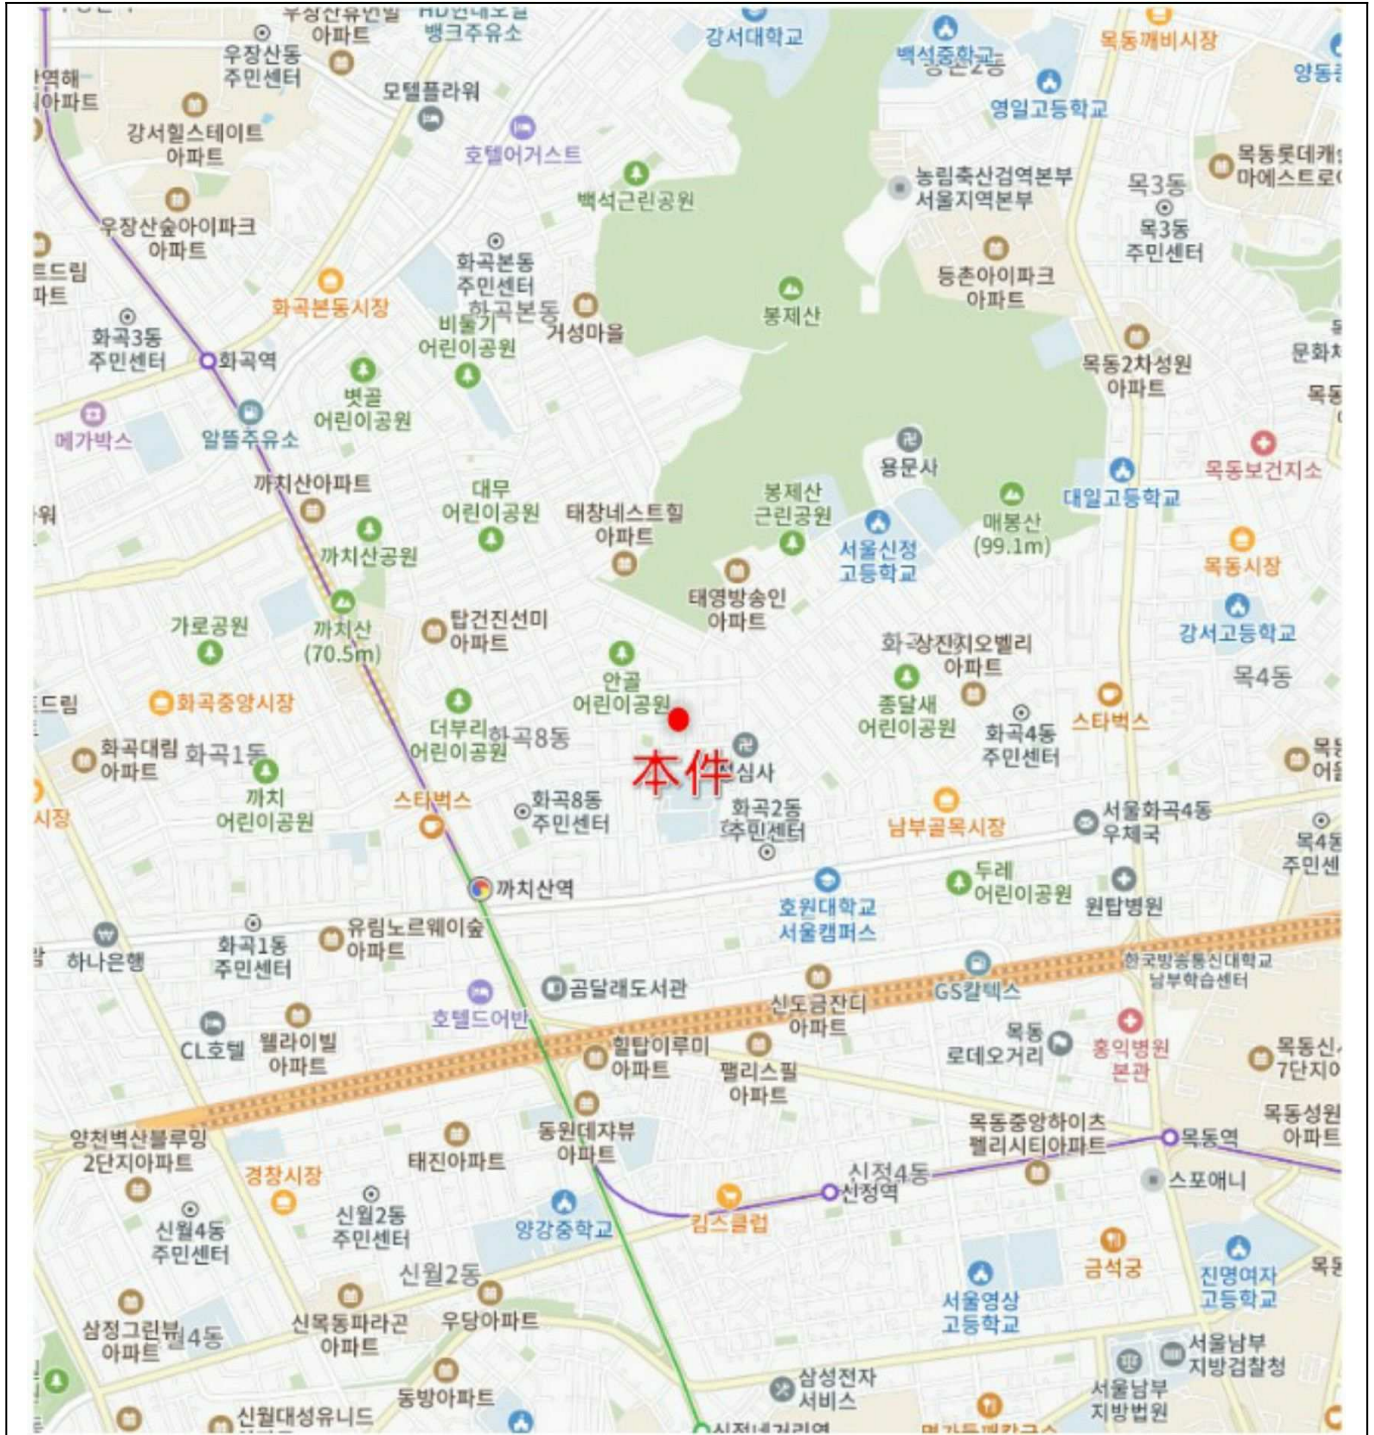 우장산휴먼빌
아파트
HD현대오일
뱅크주유소
강서대학교
백석중학교
목동깨비시장
우장산동
주민센터
모텔플라워
영일고등학교
강서힐스테이트
아파트
호텔어거스트
백석근린공원
농림축산검역본부
서울지역본부
목3동
목3동
주민센터
우장산숲아이파크
아파트
화곡본동
주민센터
화곡본동
등촌아이파크
아파트
화곡본동시장
비둘기
어린이공원
거성마을
봉제산
화곡3동
주민센터
화곡역
볏골
어린이공원
목동2차성원
아파트
메가박스
알뜰주유소
용문사
목동보건지소
까치산아파트
대무
어린이공원
태창네스트힐
아파트
봉제산
근린공원
매봉산
(99.1m)
대일고등학교
까치산공원
서울신정
고등학교
목동시장
태영방송인
아파트
강서고등학교
가로공원
까치산
(70.5m)
탑건진선미
아파트
안골
어린이공원
상진지오벨리
아파트
목4동
화곡중앙시장
더부리
어린이공원
화곡8동
종달새
어린이공원
화곡4동
주민센터
스타벅스
화곡대림
아파트
화곡1동
까치
어린이공원
本件
스타벅스
화곡8동
주민센터
화곡2동
주민센터
남부골목시장
서울화곡4동
우체국
까치산역
호원대학교
서울캠퍼스
두레
어린이공원
원탑병원
하나은행
화곡1동
주민센터
유림노르웨이숲
아파트
한국방송통신대학교
남부학습센터
호텔드어반
곰달래도서관
신도금잔디
아파트
GS칼텍스
CL호텔
웰라이빌
아파트
힐탑이루미
아파트
팰리스필
아파트
목동
로데오거리
홍익병원
본관
양천벽산블루밍
2단지아파트
태진아파트
동원데자뷰
아파트
목동중앙하이츠
펠리시티아파트
목동역
경창시장
신정4동
신정역
스포애니
신월4동
주민센터
신월2동
주민센터
양강중학교
킴스클럽
금석궁
진명여자
고등학교
신월2동
서울영상
고등학교
삼정그린뷰
아파트
신목동파라곤
아파트
우당아파트
서울남부
지방검찰청
동방아파트
삼성전자
서비스
서울남부
지방법원
신월대성유니드
신정네거리역